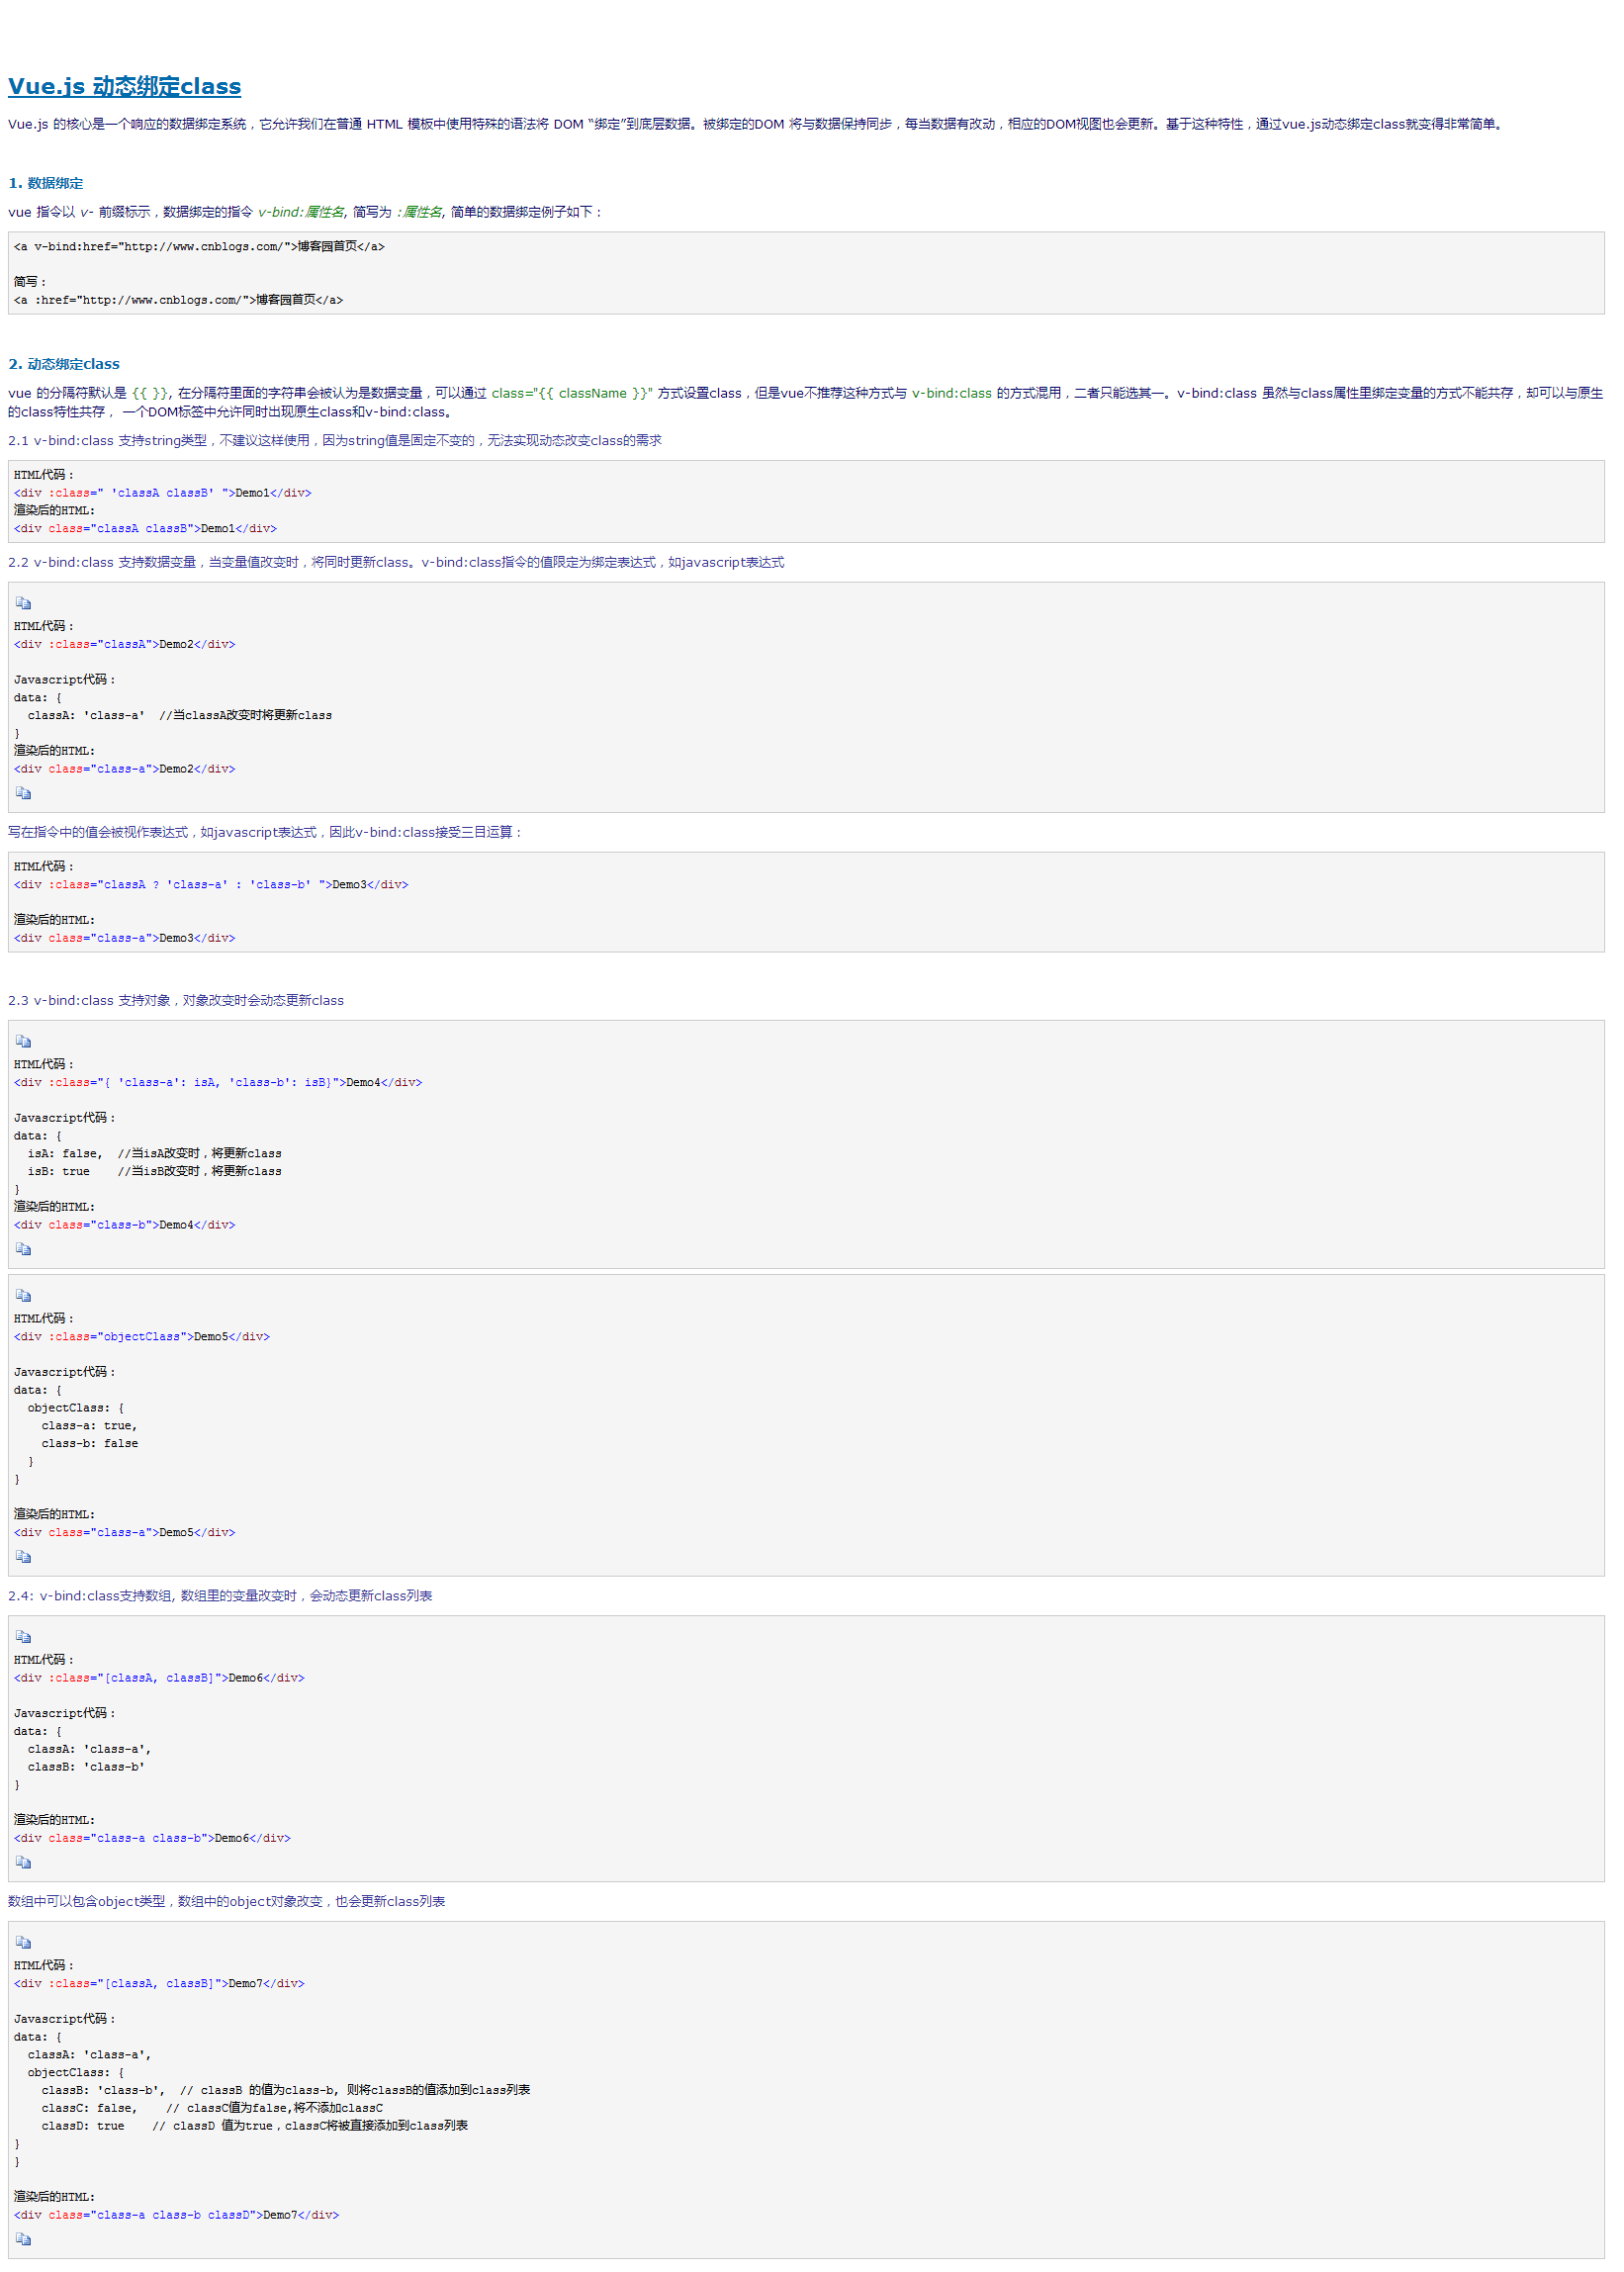 Vue.js 动态绑定class
Vue.js 的核心是一个响应的数据绑定系统，它允许我们在普通 HTML 模板中使用特殊的语法将 DOM “绑定”到底层数据。被绑定的DOM 将与数据保持同步，每当数据有改动，相应的DOM视图也会更新。基于这种特性，通过vue.js动态绑定class就变得非常简单。
1. 数据绑定
vue 指令以 v- 前缀标示，数据绑定的指令 v-bind:属性名, 简写为 :属性名, 简单的数据绑定例子如下：
<a v-bind:href="http://www.cnblogs.com/">博客园首页</a>
简写：
<a :href="http://www.cnblogs.com/">博客园首页</a>
2. 动态绑定class
vue 的分隔符默认是 {{ }}, 在分隔符里面的字符串会被认为是数据变量，可以通过 class="{{ className }}" 方式设置class，但是vue不推荐这种方式与 v-bind:class 的方式混用，二者只能选其一。v-bind:class 虽然与class属性里绑定变量的方式不能共存，却可以与原生
的class特性共存， 一个DOM标签中允许同时出现原生class和v-bind:class。
2.1 v-bind:class 支持string类型，不建议这样使用，因为string值是固定不变的，无法实现动态改变class的需求
HTML代码：
<div :class=" 'classA classB' ">Demo1</div>
渲染后的HTML:
<div class="classA classB">Demo1</div>
2.2 v-bind:class 支持数据变量，当变量值改变时，将同时更新class。v-bind:class指令的值限定为绑定表达式，如javascript表达式
HTML代码：
<div :class="classA">Demo2</div>
Javascript代码：
data: {
  classA: 'class-a'  //当classA改变时将更新class
}
渲染后的HTML:
<div class="class-a">Demo2</div>
写在指令中的值会被视作表达式，如javascript表达式，因此v-bind:class接受三目运算：
HTML代码：
<div :class="classA ? 'class-a' : 'class-b' ">Demo3</div>
渲染后的HTML:
<div class="class-a">Demo3</div>
2.3 v-bind:class 支持对象，对象改变时会动态更新class
HTML代码：
<div :class="{ 'class-a': isA, 'class-b': isB}">Demo4</div>
Javascript代码：
data: {
  isA: false,  //当isA改变时，将更新class
  isB: true    //当isB改变时，将更新class
}
渲染后的HTML:
<div class="class-b">Demo4</div>
HTML代码：
<div :class="objectClass">Demo5</div>
Javascript代码：
data: {
  objectClass: {
    class-a: true,
    class-b: false
  }
}
渲染后的HTML:
<div class="class-a">Demo5</div>
2.4: v-bind:class支持数组, 数组里的变量改变时，会动态更新class列表
HTML代码：
<div :class="[classA, classB]">Demo6</div>
Javascript代码：
data: {
  classA: 'class-a',
  classB: 'class-b'
}
渲染后的HTML:
<div class="class-a class-b">Demo6</div>
数组中可以包含object类型，数组中的object对象改变，也会更新class列表
HTML代码：
<div :class="[classA, classB]">Demo7</div>
Javascript代码：
data: {
  classA: 'class-a',
  objectClass: {
    classB: 'class-b',  // classB 的值为class-b, 则将classB的值添加到class列表
    classC: false,    // classC值为false,将不添加classC
    classD: true    // classD 值为true，classC将被直接添加到class列表
}
}
渲染后的HTML:
<div class="class-a class-b classD">Demo7</div>